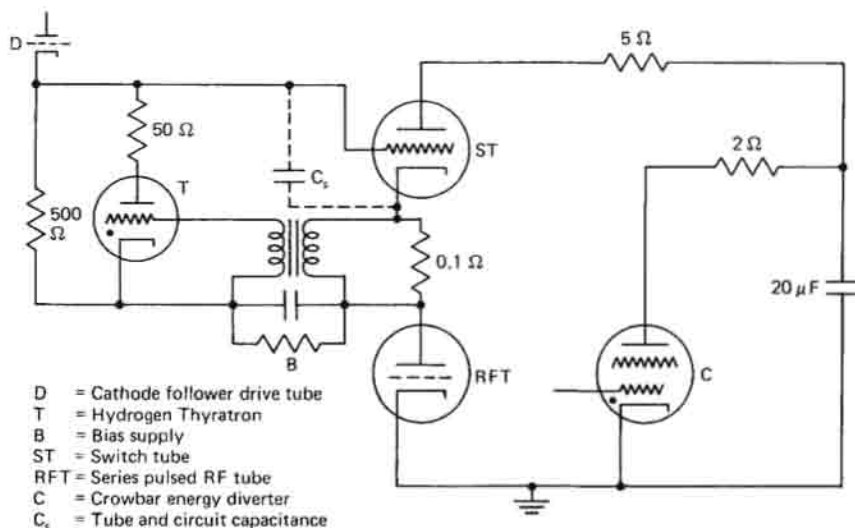 5 Ω
D
50 Ω
2 Ω
ST
T
Cs
500
Ω
0.1 Ω
20 μF
B
RFT
C
D = Cathode follower drive tube
T = Hydrogen Thyratron
B = Bias supply
ST = Switch tube
RFT = Series pulsed RF tube
C = Crowbar energy diverter
Cs = Tube and circuit capacitance